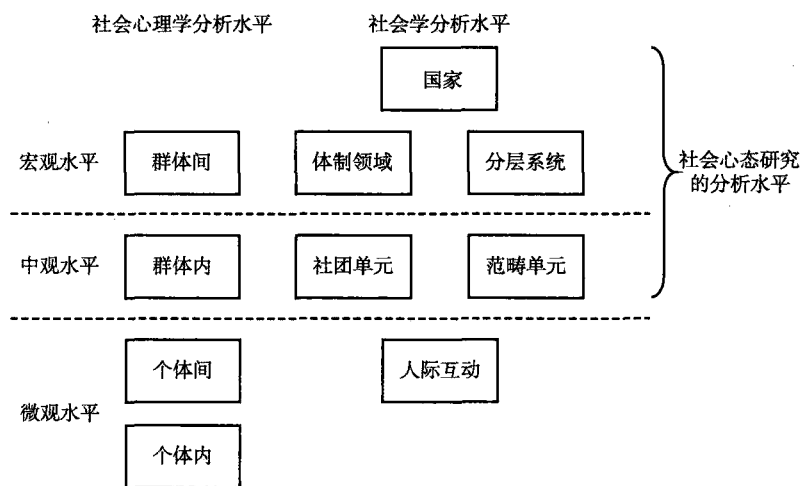 社会心理学分析水平 社会学分析水平
国家
宏观水平 群体间 体制领域 分层系统
社会心态研究
的分析水平
中观水平 群体内 社团单元 范畴单元
个体间 人际互动
微观水平
个体内